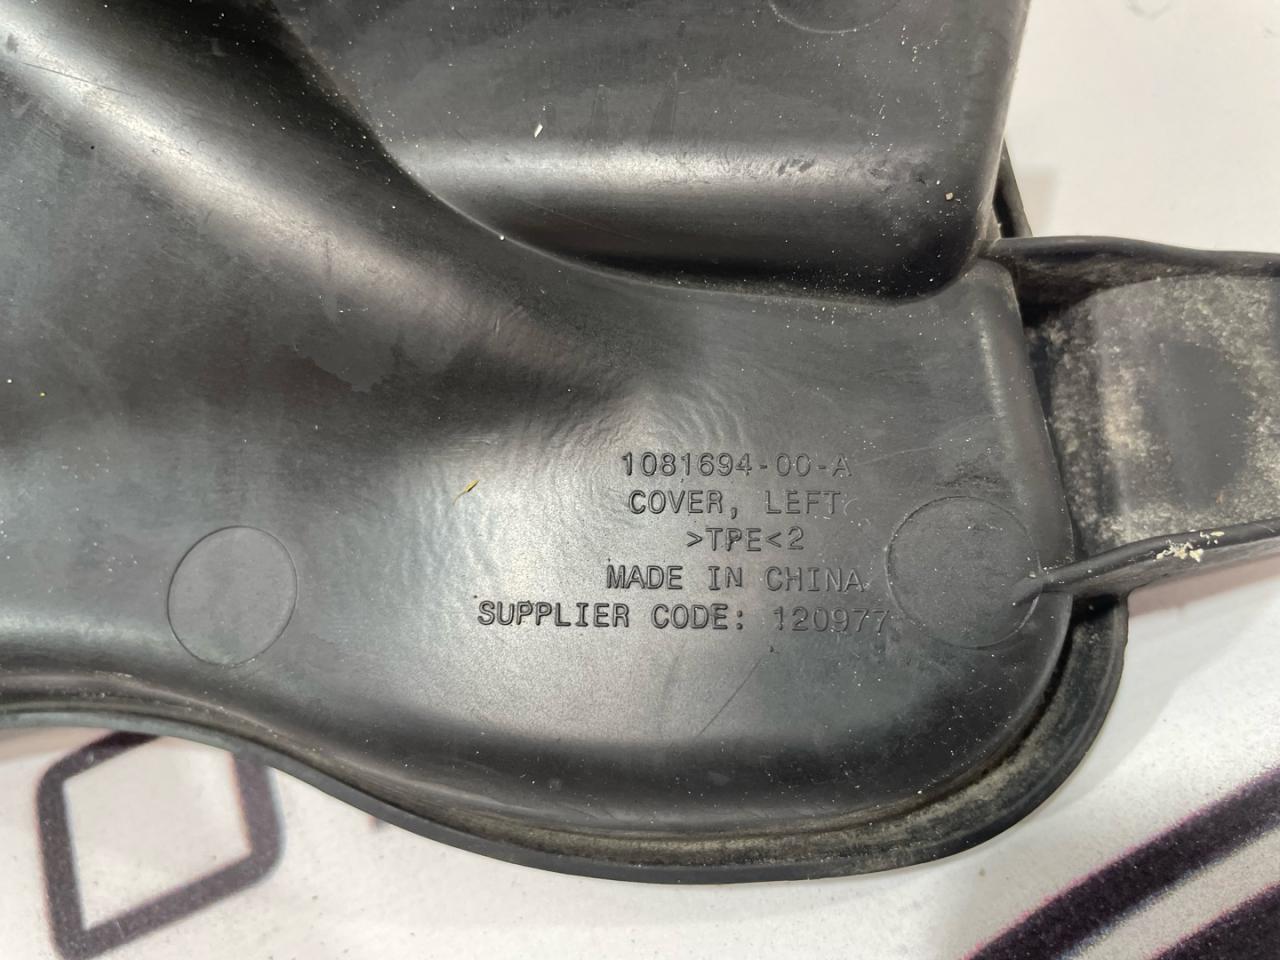 1081694-00-A
COVER, LEFT
>TPE<2
MADE IN CHINA
SUPPLIER CODE: 120977